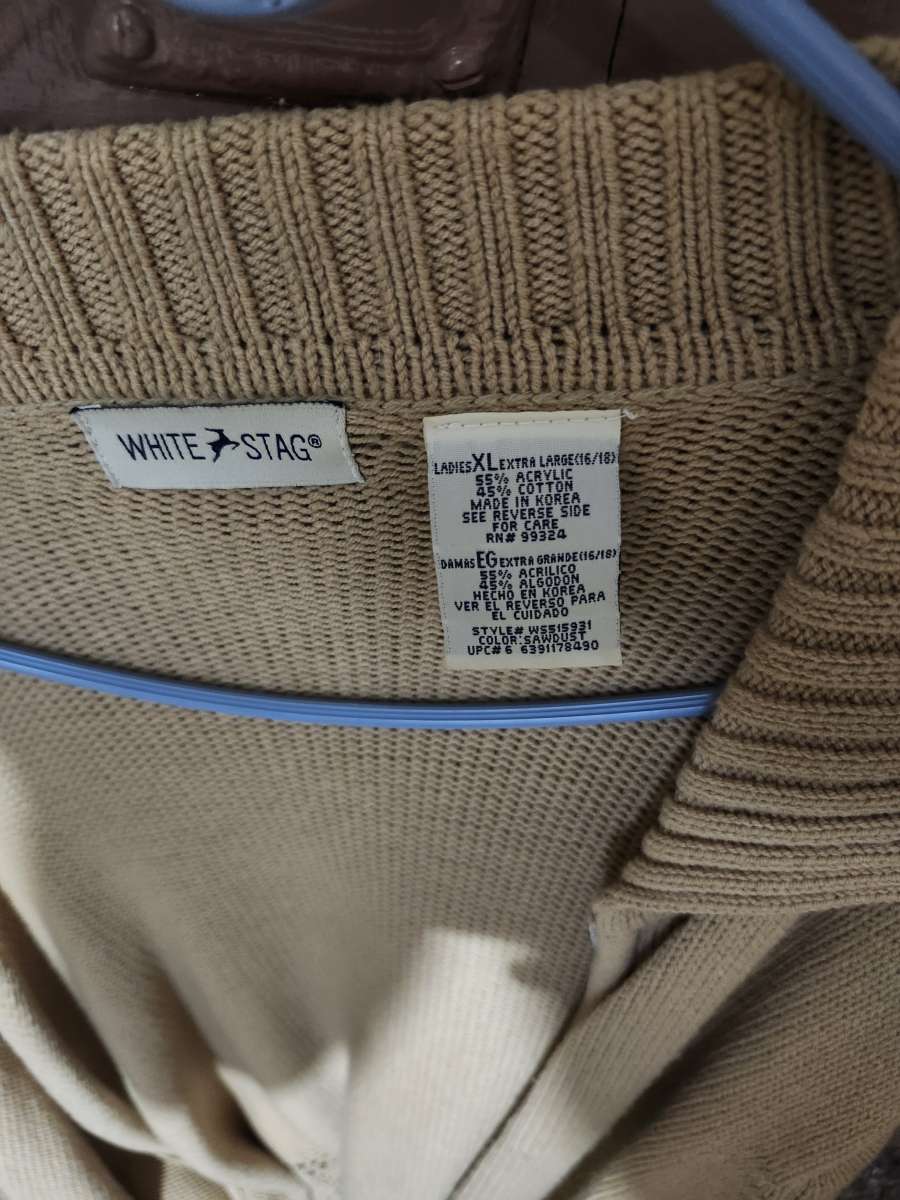 WHITE STAG®
LADIES XL EXTRA LARGE(16/18)
55% ACRYLIC
45% COTTON
MADE IN KOREA
SEE REVERSE SIDE
FOR CARE
RN# 99324
DAMAS EG EXTRA GRANDE(16/18)
55% ACRILICO
45% ALGODON
HECHO EN KOREA
VER EL REVERSO PARA
EL CUIDADO
STYLE# WS515931
COLOR: SAWDUST
UPC# 6 6391178490